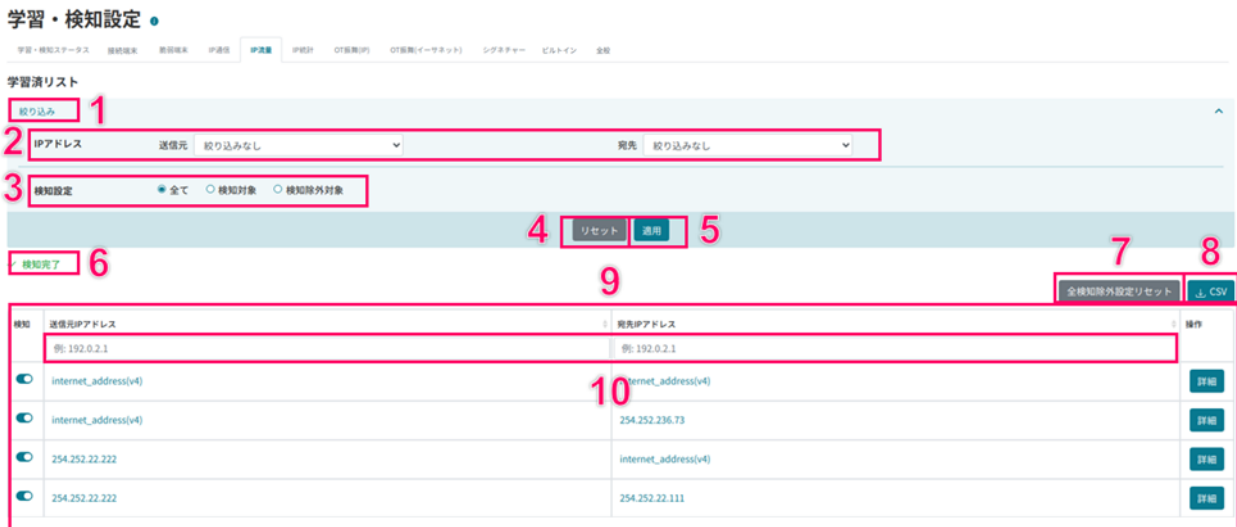 学習・検知設定
学習・検知ステータス 接続端末 脆弱端末 IP通信 IP流量 IP統計 OT振舞(IP) OT振舞(イーサネット) シグネチャー ビルトイン 全般
学習済リスト
絞り込み 1
2 IPアドレス 送信元 絞り込みなし 宛先 絞り込みなし
3 検知設定 全て 検知対象 検知除外対象
4 リセット 適用 5
検知完了 6
7 8
9
全検知除外設定リセット CSV
検知 送信元IPアドレス 宛先IPアドレス 操作
例: 192.0.2.1 例: 192.0.2.1
internet_address(v4) internet_address(v4) 詳細
10
internet_address(v4) 254.252.236.73 詳細
254.252.22.222 internet_address(v4) 詳細
254.252.22.222 254.252.22.111 詳細